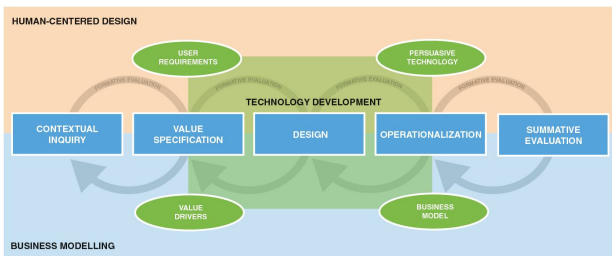 HUMAN-CENTERED DESIGN
USER
REQUIREMENTS
PERSUASIVE
TECHNOLOGY
FORMATIVE EVALUATION
FORMATIVE EVALUATION
FORMATIVE EVALUATION
FORMATIVE EVALUATION
TECHNOLOGY DEVELOPMENT
CONTEXTUAL
INQUIRY
VALUE
SPECIFICATION
DESIGN
OPERATIONALIZATION
SUMMATIVE
EVALUATION
VALUE
DRIVERS
BUSINESS
MODEL
BUSINESS MODELLING